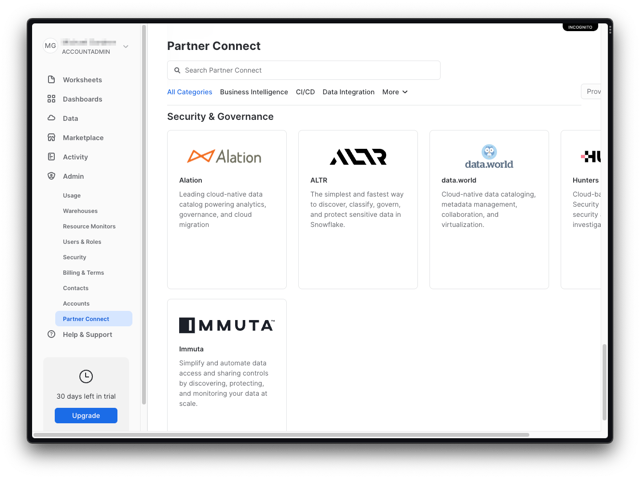 INCOGNITO
MG
ACCOUNTADMIN
Worksheets
Dashboards
Data
Marketplace
Activity
Admin
Usage
Warehouses
Resource Monitors
Users & Roles
Security
Billing & Terms
Contacts
Accounts
Partner Connect
Help & Support
30 days left in trial
Upgrade
Partner Connect
Search Partner Connect
All Categories Business Intelligence CI/CD Data Integration More
Prov
Security & Governance
Alation
Alation
Leading cloud-native data
catalog powering analytics,
governance, and cloud
migration
ALTR
ALTR
The simplest and fastest way
to discover, classify, govern,
and protect sensitive data in
Snowflake.
data.world
data.world
Cloud-native data cataloging,
metadata management,
collaboration, and
virtualization.
HU
Hunters
Cloud-ba
Security
security
investiga
IMMUTA™
Immuta
Simplify and automate data
access and sharing controls
by discovering, protecting,
and monitoring your data at
scale.